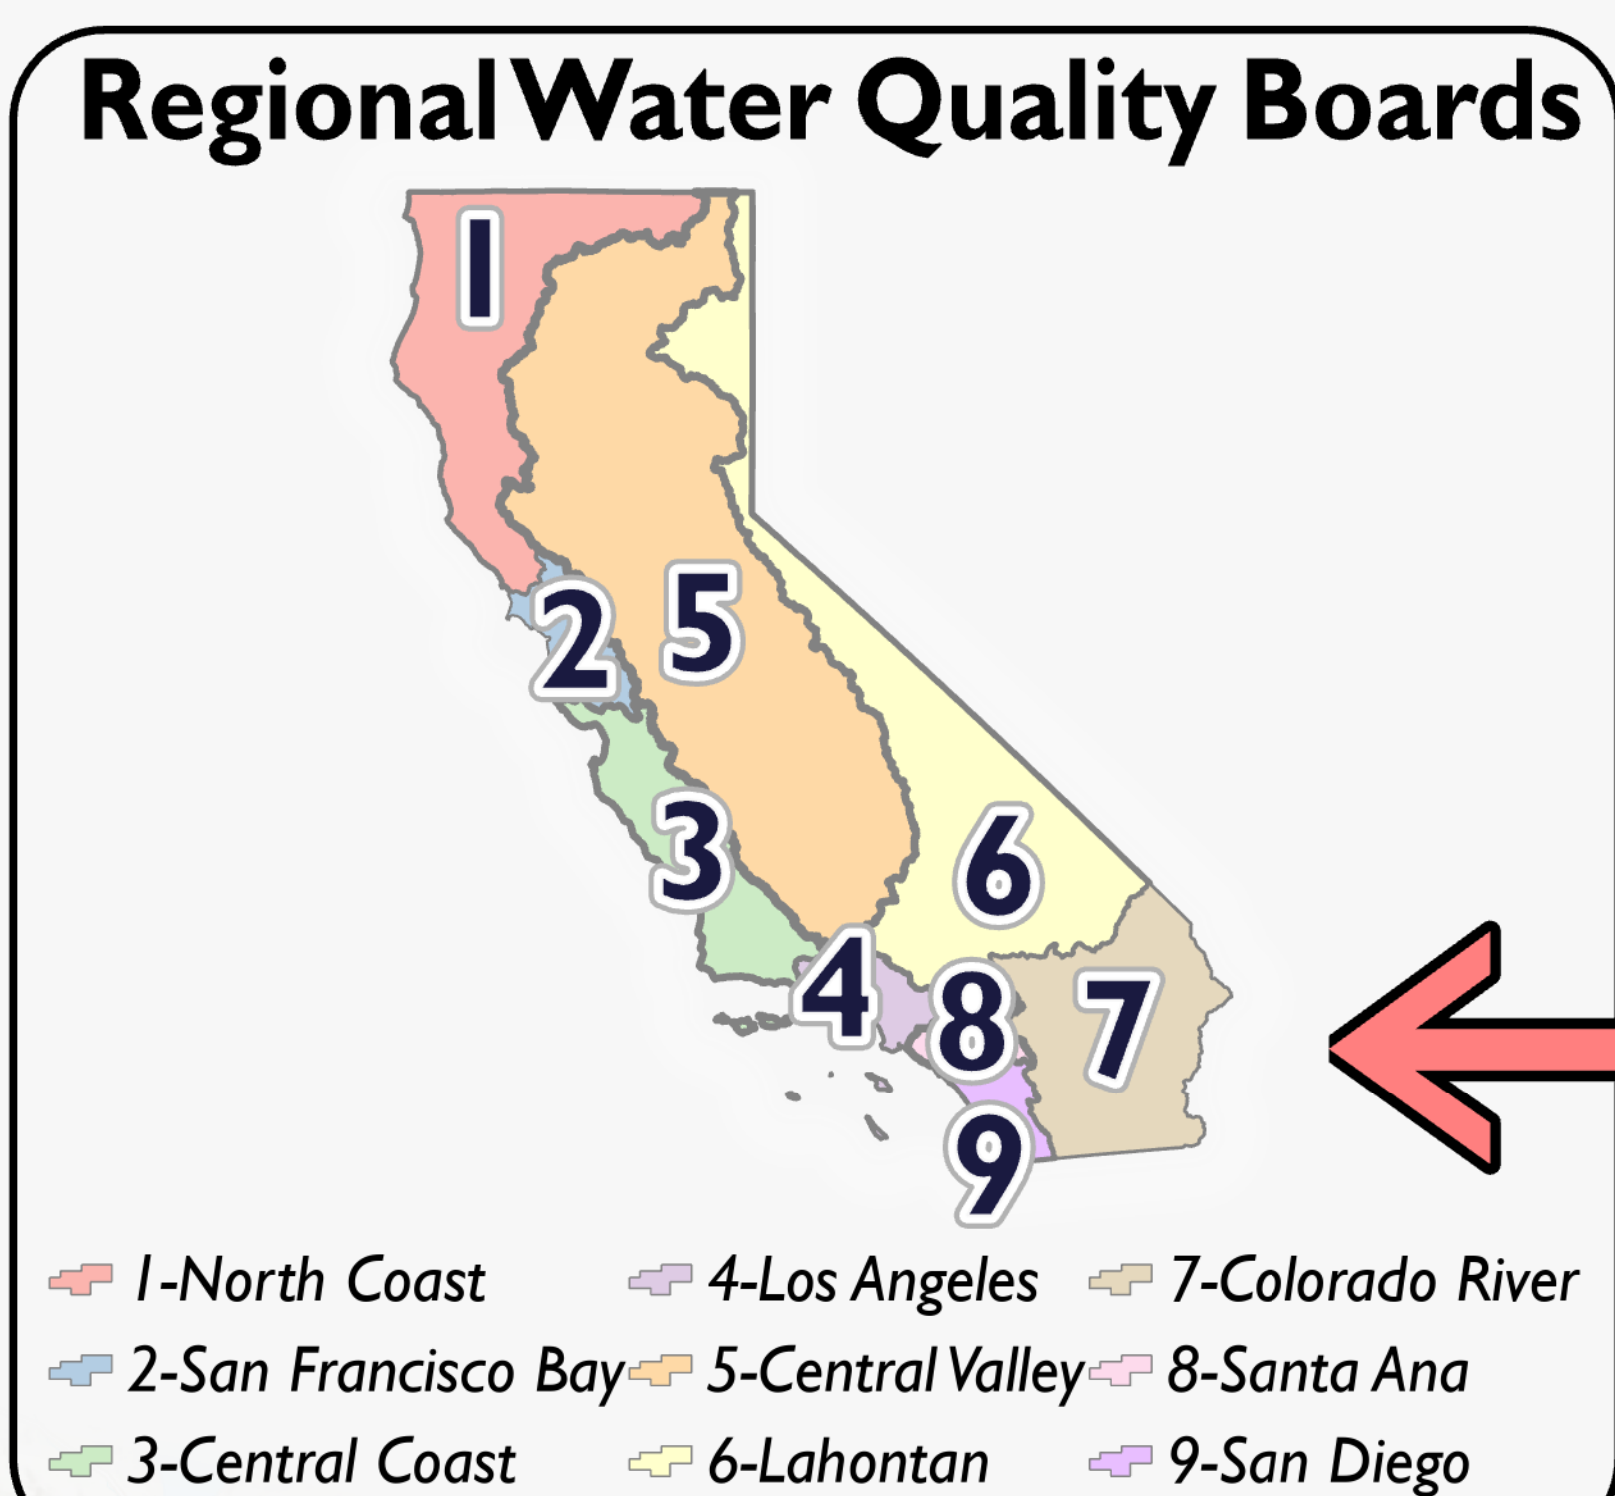 Regional Water Quality Boards
1
5
2
3
6
4
8
7
9
1-North Coast
4-Los Angeles
7-Colorado River
2-San Francisco Bay
5-Central Valley
8-Santa Ana
3-Central Coast
6-Lahontan
9-San Diego